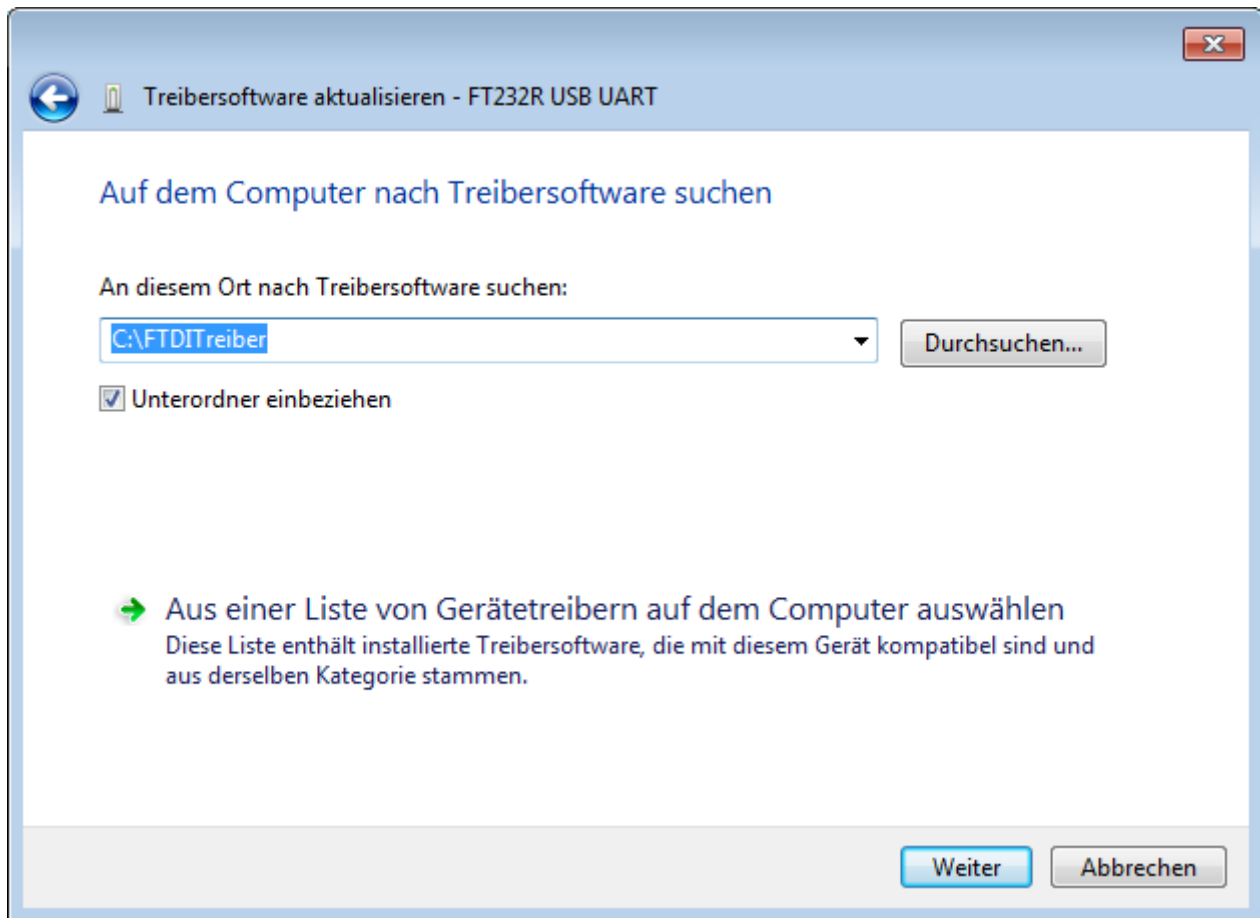 Treibersoftware aktualisieren - FT232R USB UART
Auf dem Computer nach Treibersoftware suchen
An diesem Ort nach Treibersoftware suchen:
C:\FTDITreiber
Durchsuchen...
Unterordner einbeziehen
Aus einer Liste von Gerätetreibern auf dem Computer auswählen
Diese Liste enthält installierte Treibersoftware, die mit diesem Gerät kompatibel sind und
aus derselben Kategorie stammen.
Weiter
Abbrechen